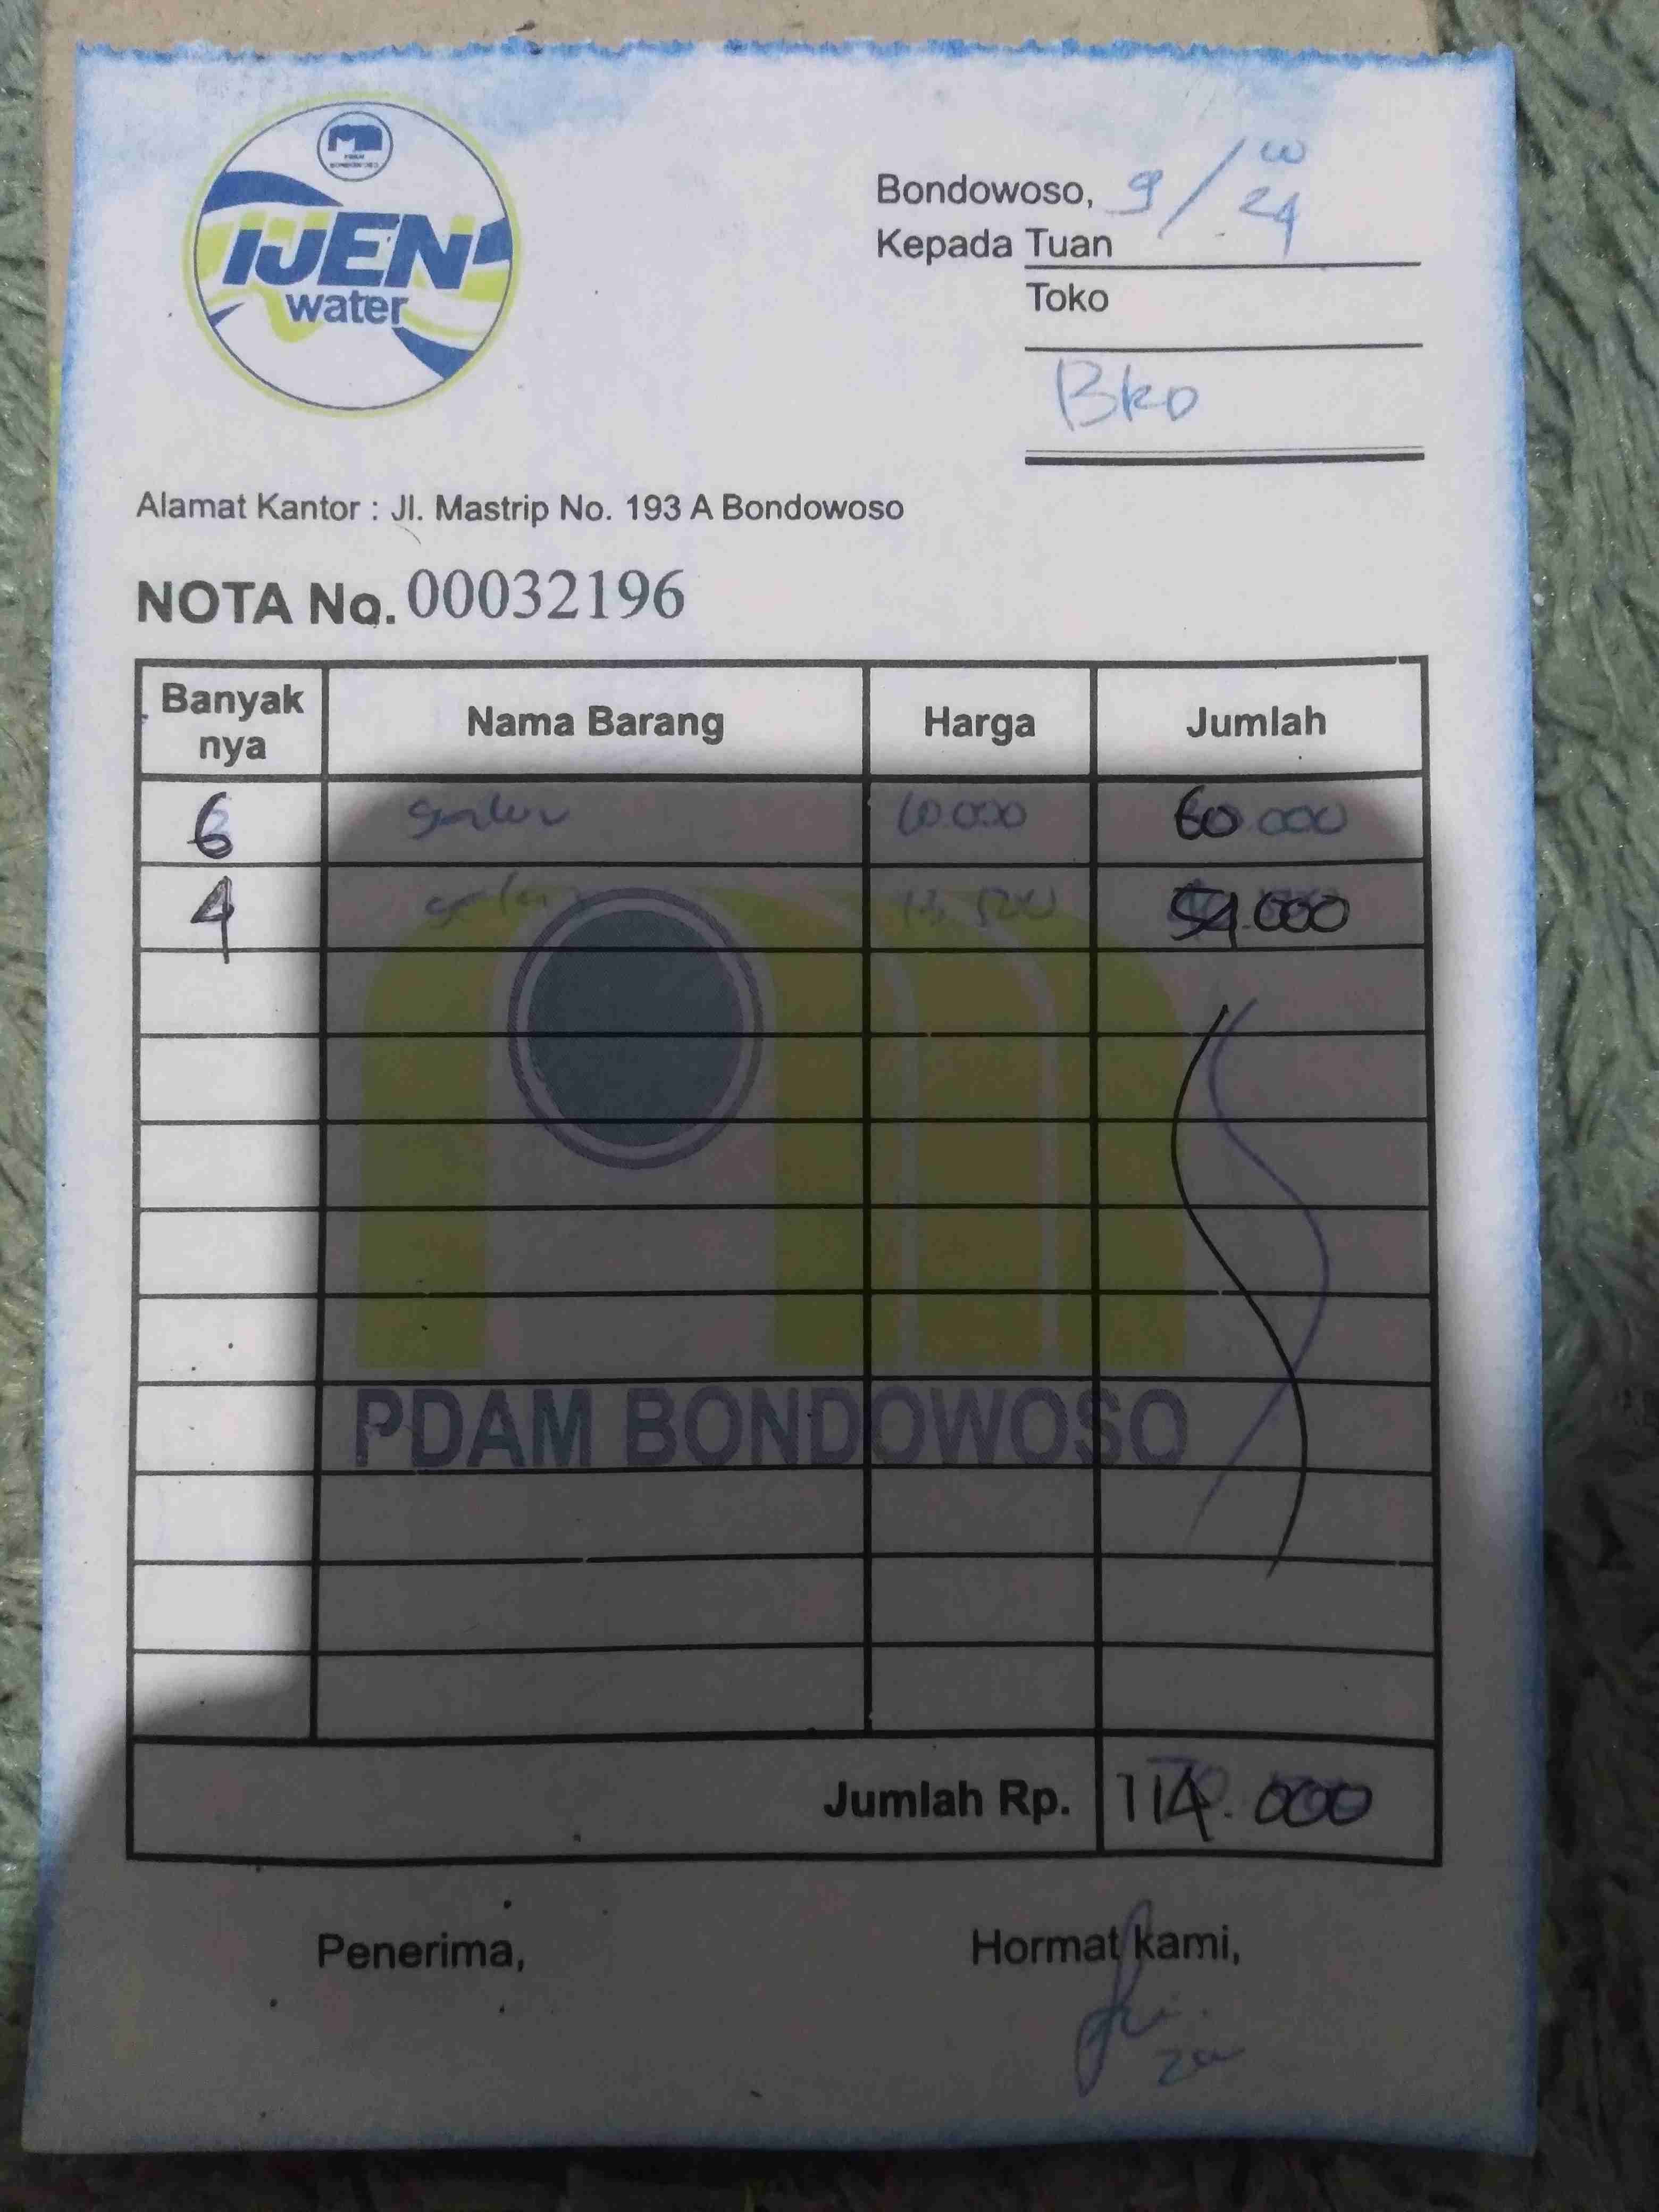 PDAM
BONDOWOSO
IJEN
water
Bondowoso, 9 / 24
Kepada Tuan
Toko
Bko
Alamat Kantor : Jl. Mastrip No. 193 A Bondowoso
NOTA No. 00032196
Banyak nya Nama Barang Harga Jumlah
6 galon 10.000 60.000
4 galon 13.500 54.000
PDAM BONDOWOSO
Jumlah Rp. 114.000
Penerima, Hormat kami,